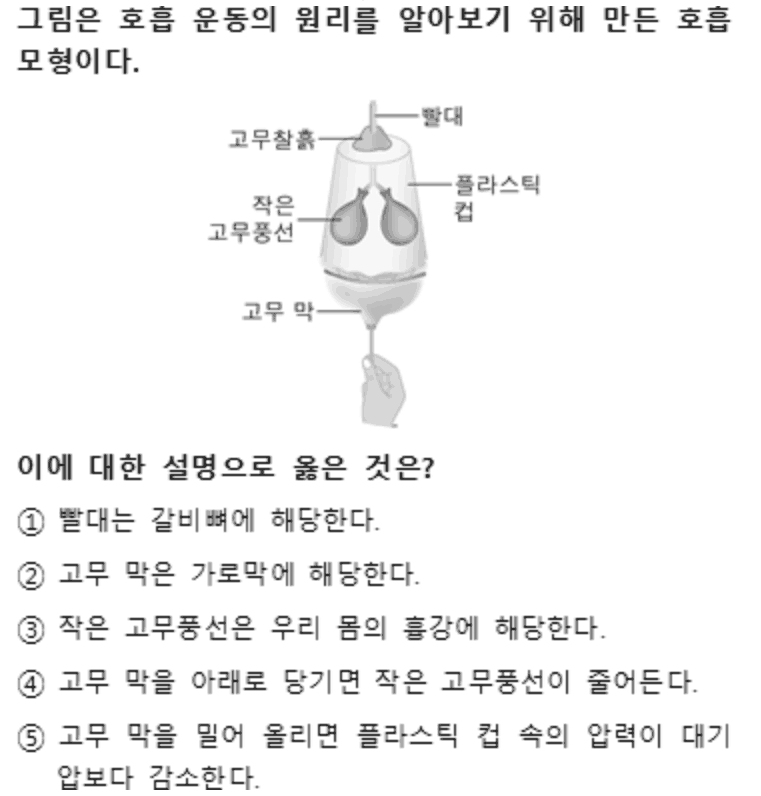 그림은 호흡 운동의 원리를 알아보기 위해 만든 호흡
모형이다.
빨대
고무찰흙
플라스틱
컵
작은
고무풍선
고무 막
이에 대한 설명으로 옳은 것은?
① 빨대는 갈비뼈에 해당한다.
② 고무 막은 가로막에 해당한다.
③ 작은 고무풍선은 우리 몸의 흉강에 해당한다.
④ 고무 막을 아래로 당기면 작은 고무풍선이 줄어든다.
⑤ 고무 막을 밀어 올리면 플라스틱 컵 속의 압력이 대기
압보다 감소한다.